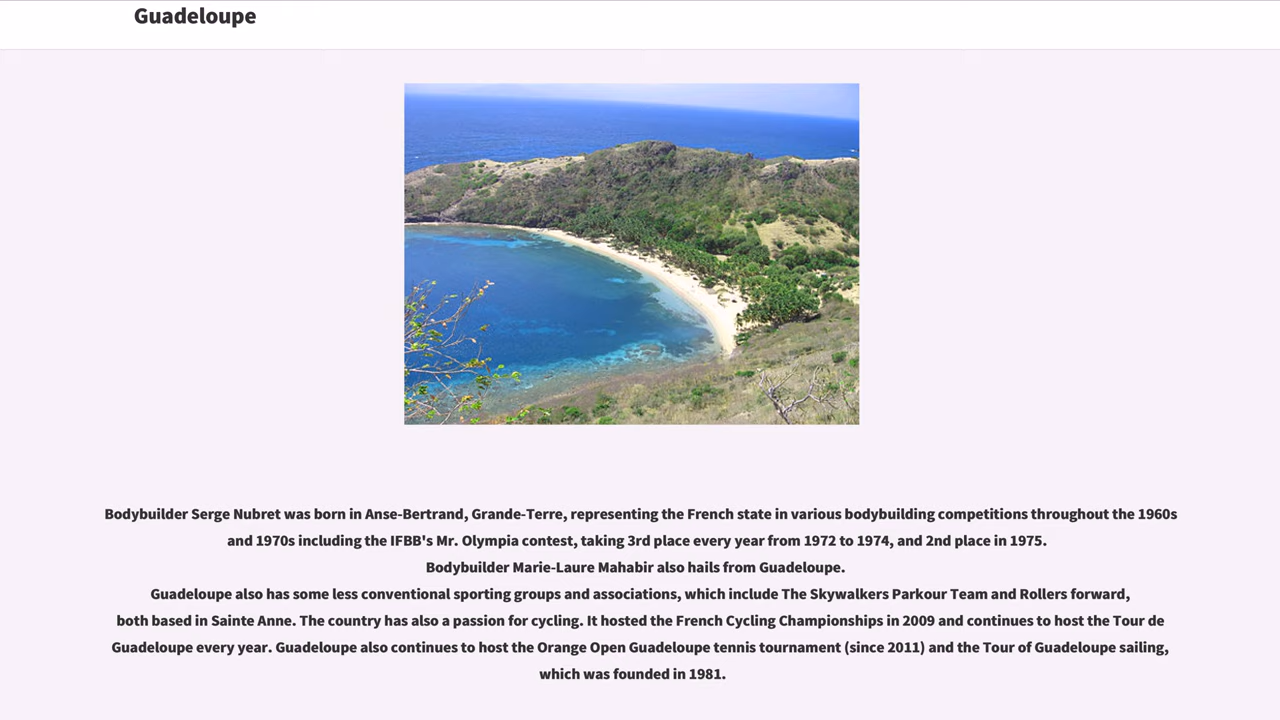 Guadeloupe
Bodybuilder Serge Nubret was born in Anse-Bertrand, Grande-Terre, representing the French state in various bodybuilding competitions throughout the 1960s
and 1970s including the IFBB's Mr. Olympia contest, taking 3rd place every year from 1972 to 1974, and 2nd place in 1975.
Bodybuilder Marie-Laure Mahabir also hails from Guadeloupe.
Guadeloupe also has some less conventional sporting groups and associations, which include The Skywalkers Parkour Team and Rollers forward,
both based in Sainte Anne. The country has also a passion for cycling. It hosted the French Cycling Championships in 2009 and continues to host the Tour de
Guadeloupe every year. Guadeloupe also continues to host the Orange Open Guadeloupe tennis tournament (since 2011) and the Tour of Guadeloupe sailing,
which was founded in 1981.